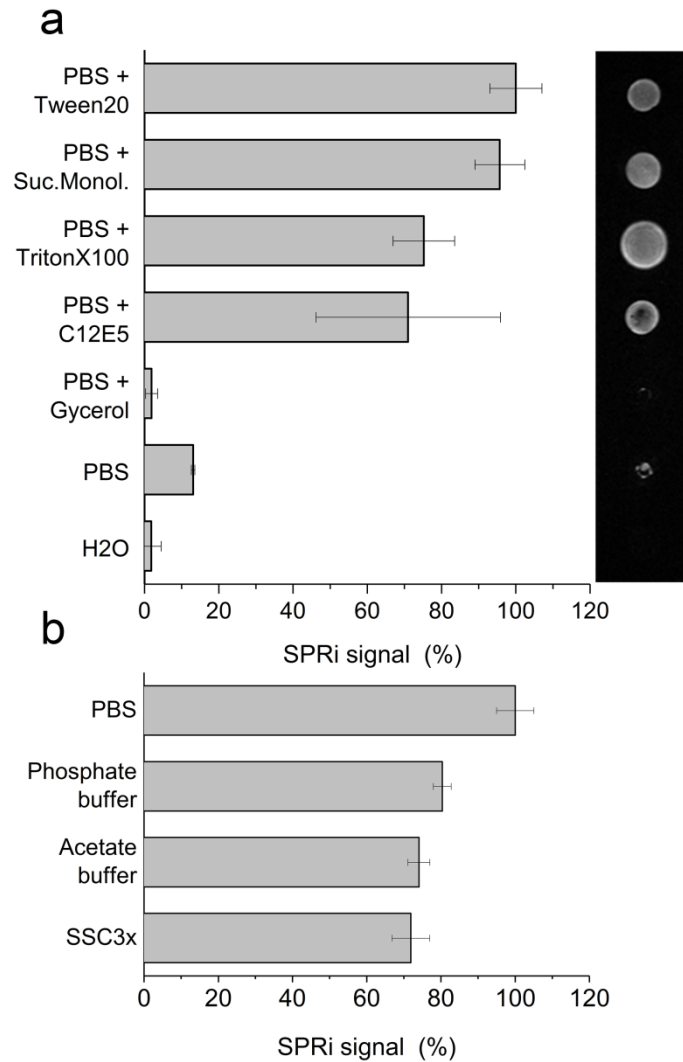 a
PBS +
Tween20
PBS +
Suc.Monol.
PBS +
TritonX100
PBS +
C12E5
PBS +
Gycerol
PBS
H2O
0 20 40 60 80 100 120
SPRi signal (%)
b
PBS
Phosphate
buffer
Acetate
buffer
SSC3x
0 20 40 60 80 100 120
SPRi signal (%)